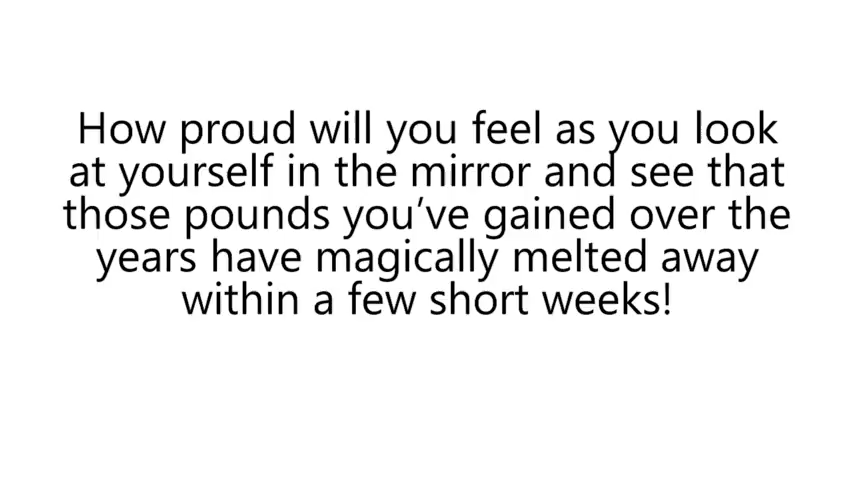 How proud will you feel as you look
at yourself in the mirror and see that
those pounds you’ve gained over the
years have magically melted away
within a few short weeks!